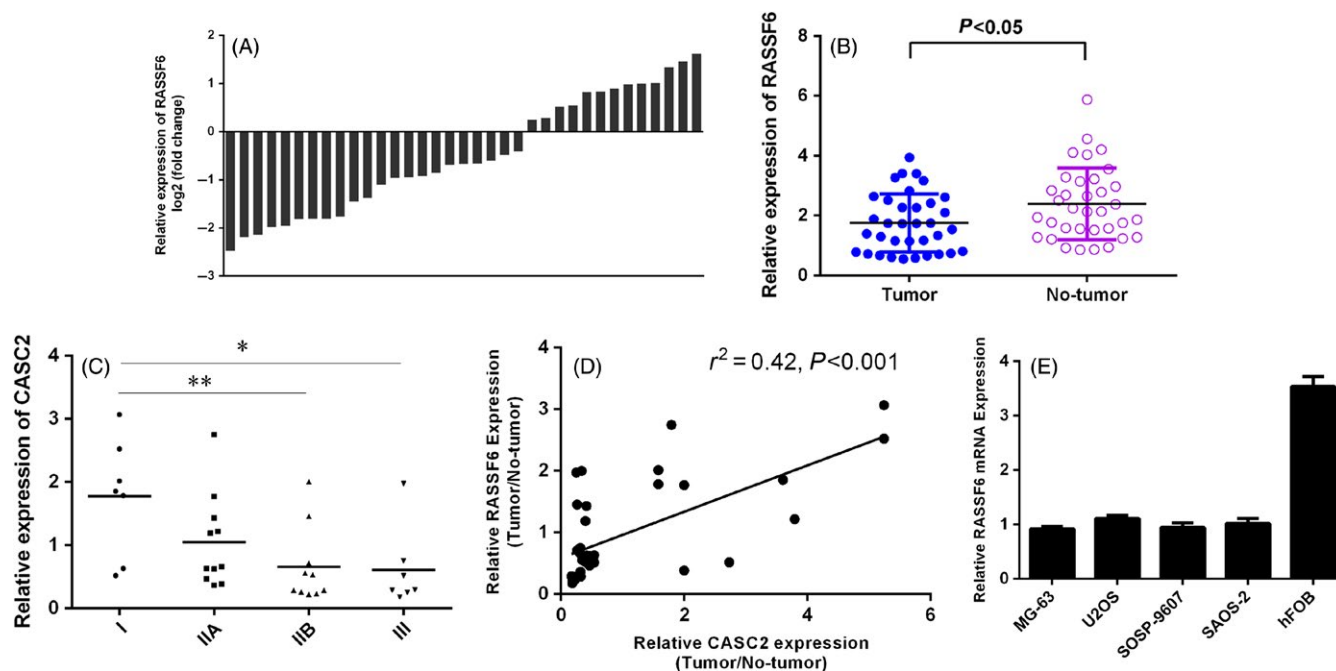 (A)
Relative expression of RASSF6
log2 (fold change)
2
1
0
−1
−2
−3
(B)
P<0.05
Relative expression of RASSF6
8
6
4
2
0
Tumor
No-tumor
(C)
Relative expression of CASC2
4
3
2
1
0
*
**
I
IIA
IIB
III
(D)
r² = 0.42, P<0.001
Relative RASSF6 Expression
(Tumor/No-tumor)
4
3
2
1
0
0
2
4
6
Relative CASC2 expression
(Tumor/No-tumor)
(E)
Relative RASSF6 mRNA Expression
4
3
2
1
0
MG-63
U2OS
SOSP-9607
SAOS-2
hFOB